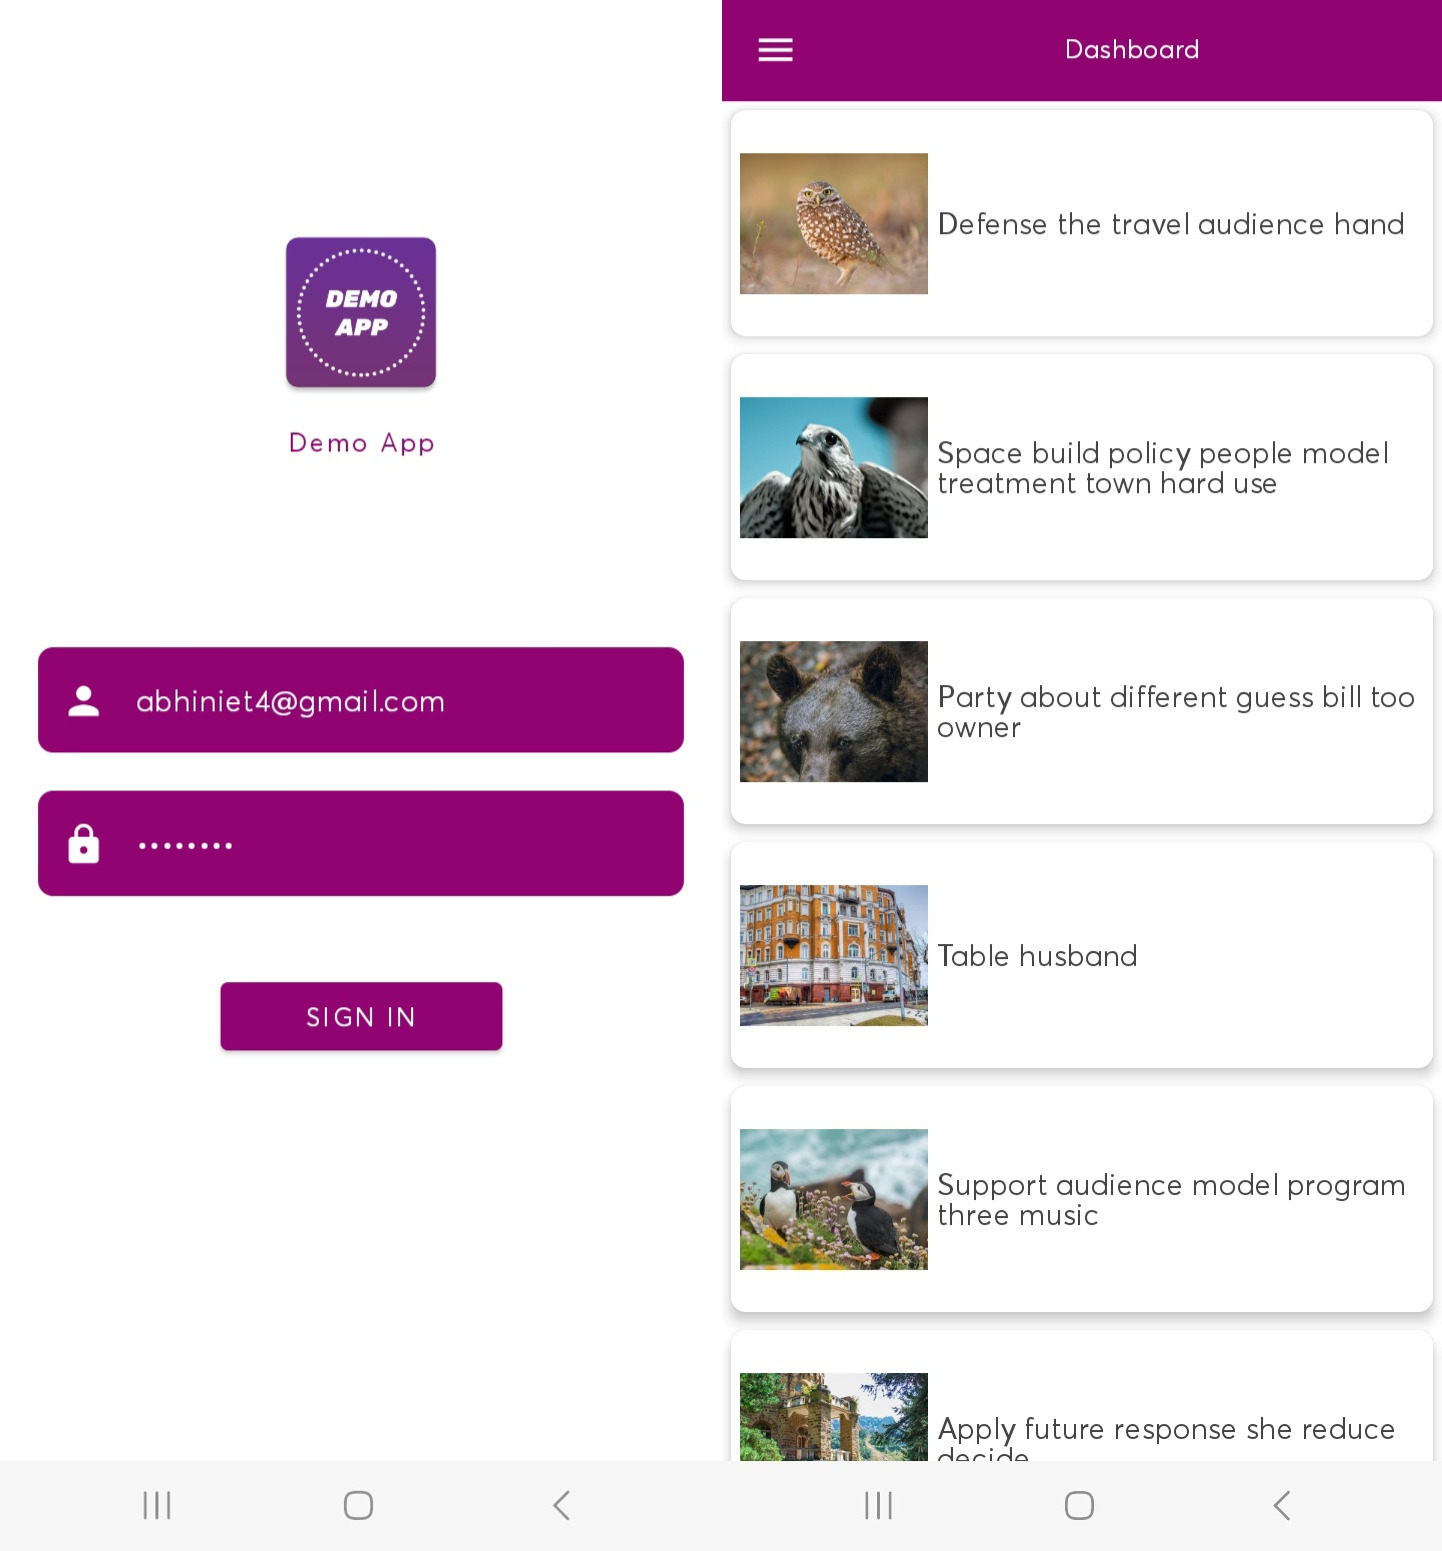 DEMO
APP
Demo App
abhiniet4@gmail.com
••••••••
SIGN IN
Dashboard
Defense the travel audience hand
Space build policy people model
treatment town hard use
Party about different guess bill too
owner
Table husband
Support audience model program
three music
Apply future response she reduce
decide